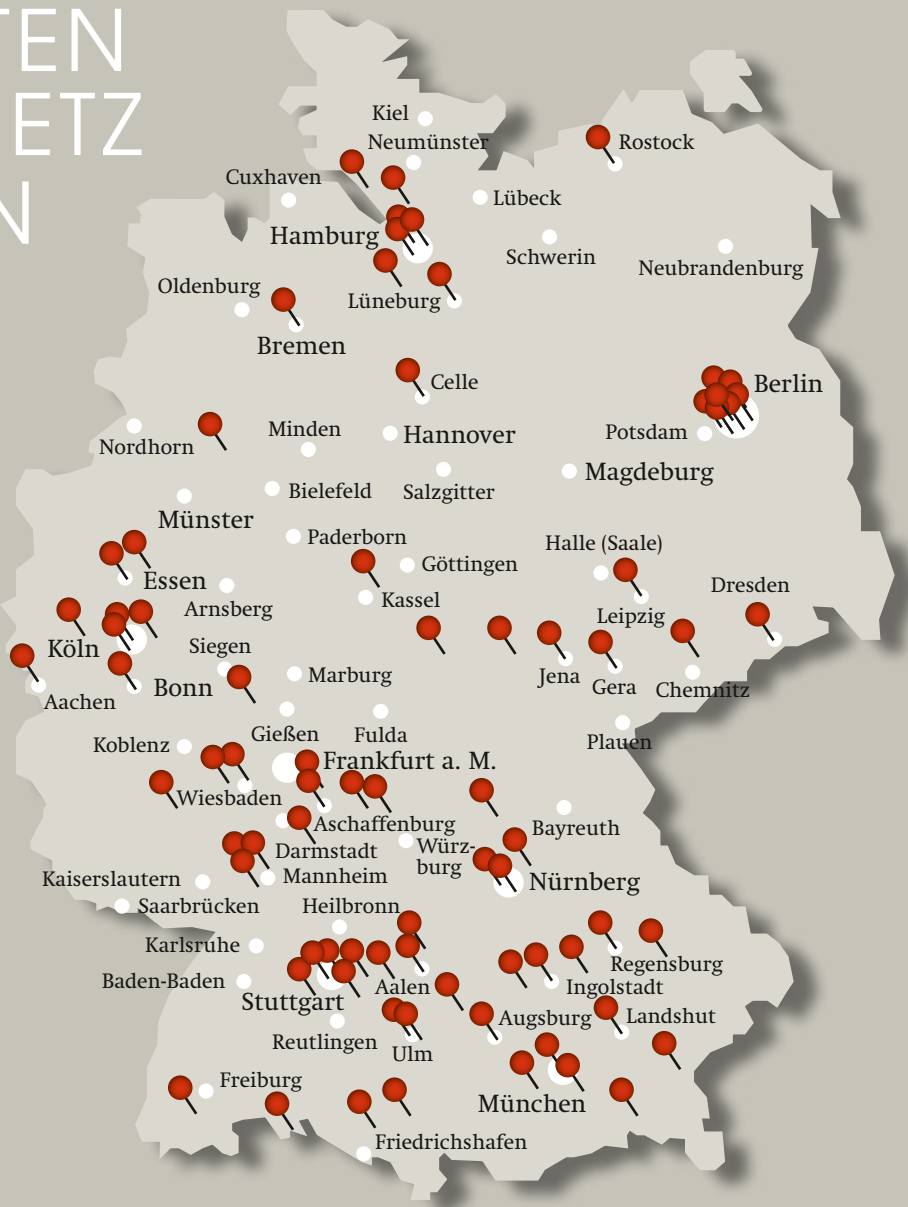 TEN
ETZ
N
Kiel
Neumünster
Rostock
Cuxhaven
Lübeck
Hamburg
Schwerin
Neubrandenburg
Oldenburg
Lüneburg
Bremen
Celle
Berlin
Nordhorn
Minden
Hannover
Potsdam
Bielefeld
Salzgitter
Magdeburg
Münster
Paderborn
Göttingen
Halle (Saale)
Essen
Arnsberg
Kassel
Leipzig
Dresden
Köln
Siegen
Marburg
Jena
Gera
Chemnitz
Aachen
Bonn
Koblenz
Gießen
Fulda
Plauen
Frankfurt a. M.
Wiesbaden
Aschaffenburg
Bayreuth
Darmstadt
Würz-
burg
Kaiserslautern
Mannheim
Nürnberg
Saarbrücken
Heilbronn
Karlsruhe
Regensburg
Baden-Baden
Aalen
Ingolstadt
Stuttgart
Augsburg
Landshut
Reutlingen
Ulm
Freiburg
München
Friedrichshafen